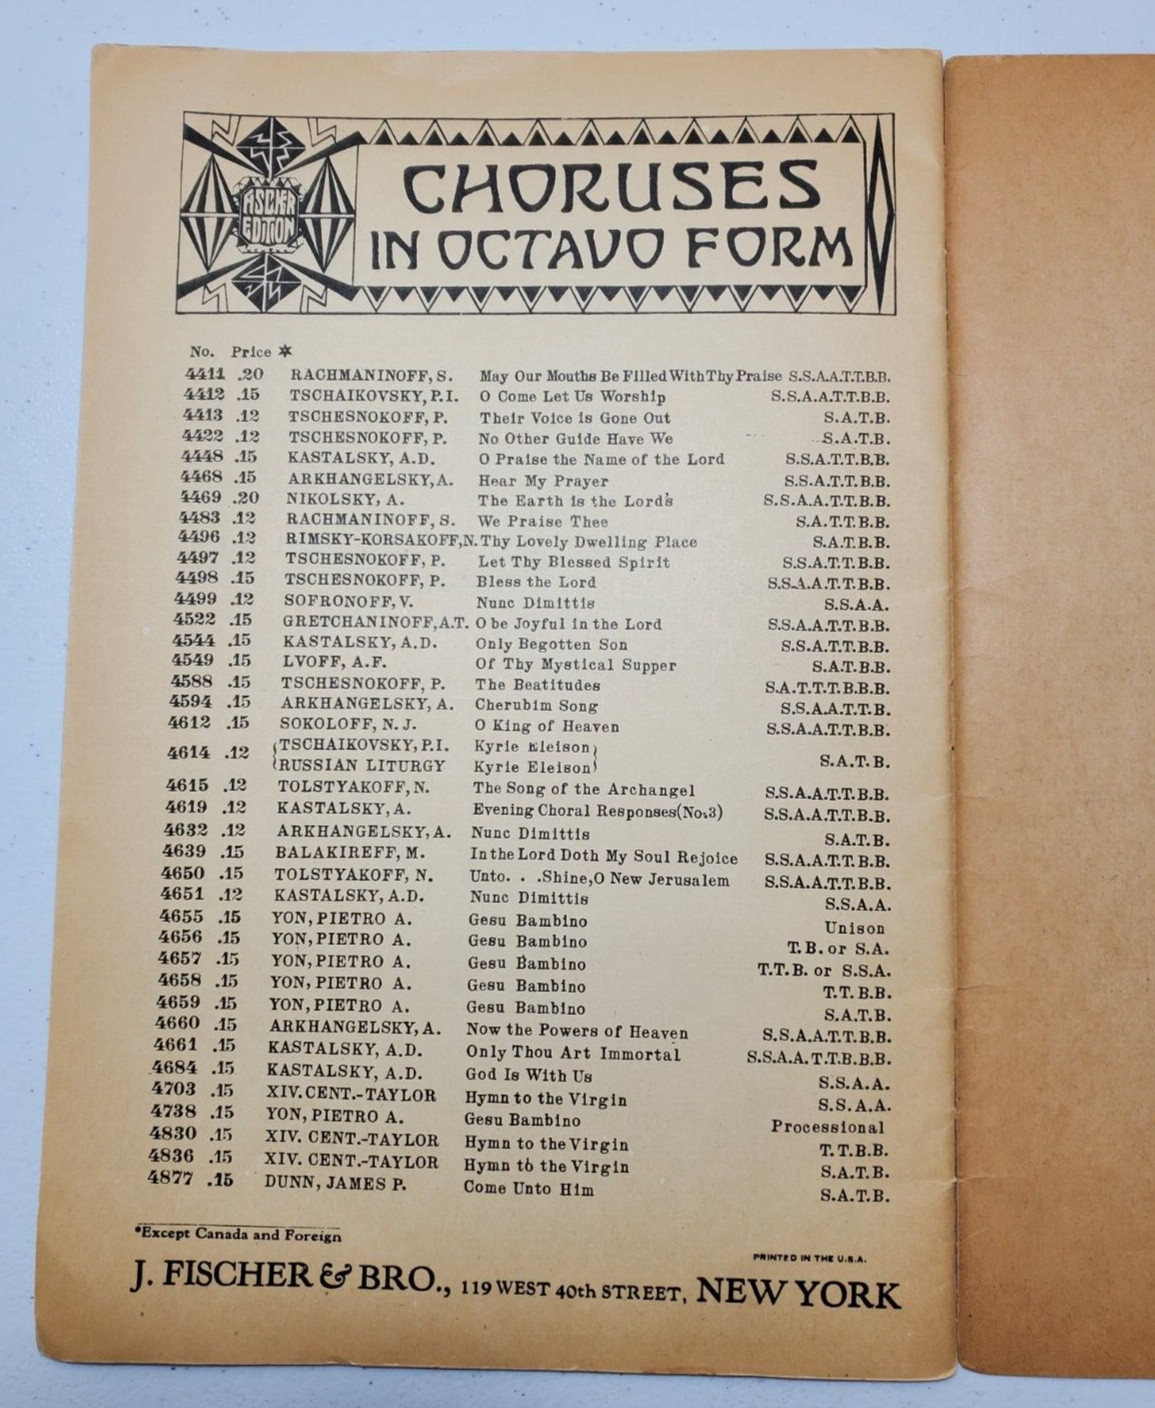 FISCHER
EDITION
CHORUSES
IN OCTAVO FORM
No. Price *
4411 .20 RACHMANINOFF, S. May Our Mouths Be Filled With Thy Praise S.S.A.A.T.T.B.B.
4412 .15 TSCHAIKOVSKY, P.I. O Come Let Us Worship S.S.A.A.T.T.B.B.
4413 .12 TSCHESNOKOFF, P. Their Voice is Gone Out S.A.T.B.
4422 .12 TSCHESNOKOFF, P. No Other Guide Have We S.A.T.B.
4448 .15 KASTALSKY, A.D. O Praise the Name of the Lord S.S.A.T.T.B.B.
4468 .15 ARKHANGELSKY, A. Hear My Prayer S.S.A.T.T.B.B.
4469 .20 NIKOLSKY, A. The Earth is the Lord's S.S.A.A.T.T.B.B.
4483 .12 RACHMANINOFF, S. We Praise Thee S.A.T.T.B.B.
4496 .12 RIMSKY-KORSAKOFF, N. Thy Lovely Dwelling Place S.A.T.B.B.
4497 .12 TSCHESNOKOFF, P. Let Thy Blessed Spirit S.S.A.T.T.B.B.
4498 .15 TSCHESNOKOFF, P. Bless the Lord S.S.A.A.T.T.B.B.
4499 .12 SOFRONOFF, V. Nunc Dimittis S.S.A.A.
4522 .15 GRETCHANINOFF, A.T. O be Joyful in the Lord S.S.A.A.T.T.B.B.
4544 .15 KASTALSKY, A.D. Only Begotten Son S.S.A.T.T.B.B.
4549 .15 LVOFF, A.F. Of Thy Mystical Supper S.A.T.B.B.
4588 .15 TSCHESNOKOFF, P. The Beatitudes S.A.T.T.T.B.B.B.
4594 .15 ARKHANGELSKY, A. Cherubim Song S.S.A.A.T.T.B.
4612 .15 SOKOLOFF, N. J. O King of Heaven S.S.A.A.T.T.B.B.
4614 .12 TSCHAIKOVSKY, P.I. Kyrie Eleison
RUSSIAN LITURGY Kyrie Eleison S.A.T.B.
4615 .12 TOLSTYAKOFF, N. The Song of the Archangel S.S.A.A.T.T.B.B.
4619 .12 KASTALSKY, A. Evening Choral Responses (No. 3) S.S.A.A.T.T.B.B.
4632 .12 ARKHANGELSKY, A. Nunc Dimittis S.A.T.B.
4639 .15 BALAKIREFF, M. In the Lord Doth My Soul Rejoice S.S.A.A.T.T.B.B.
4650 .15 TOLSTYAKOFF, N. Unto. . .Shine, O New Jerusalem S.S.A.A.T.T.B.B.
4651 .12 KASTALSKY, A.D. Nunc Dimittis S.S.A.A.
4655 .15 YON, PIETRO A. Gesu Bambino Unison
4656 .15 YON, PIETRO A. Gesu Bambino T.B. or S.A.
4657 .15 YON, PIETRO A. Gesu Bambino T.T.B. or S.S.A.
4658 .15 YON, PIETRO A. Gesu Bambino T.T.B.B.
4659 .15 YON, PIETRO A. Gesu Bambino S.A.T.B.
4660 .15 ARKHANGELSKY, A. Now the Powers of Heaven S.S.A.A.T.T.B.B.
4661 .15 KASTALSKY, A.D. Only Thou Art Immortal S.S.A.A.T.T.B.B.B.
4684 .15 KASTALSKY, A.D. God Is With Us S.S.A.A.
4703 .15 XIV. CENT.-TAYLOR Hymn to the Virgin S.S.A.A.
4738 .15 YON, PIETRO A. Gesu Bambino Processional
4830 .15 XIV. CENT.-TAYLOR Hymn to the Virgin T.T.B.B.
4836 .15 XIV. CENT.-TAYLOR Hymn to the Virgin S.A.T.B.
4877 .15 DUNN, JAMES P. Come Unto Him S.A.T.B.
*Except Canada and Foreign
PRINTED IN THE U.S.A.
J. FISCHER & BRO., 119 WEST 40th STREET, NEW YORK